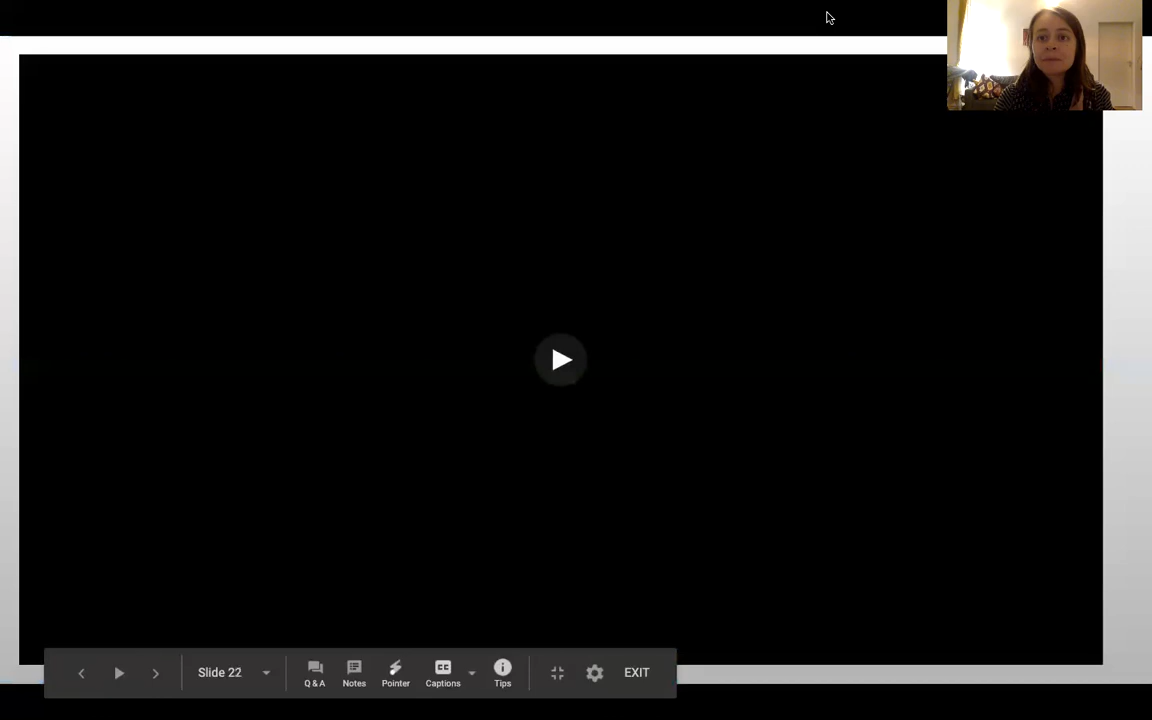 Slide 22
Q & A
Notes
Pointer
Captions
Tips
EXIT